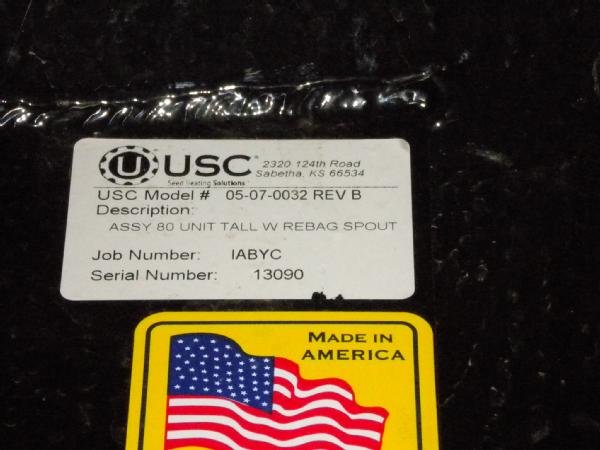 USC
2320 124th Road
Sabetha, KS 66534
Seed Treating Solutions
USC Model # 05-07-0032 REV B
Description:
ASSY 80 UNIT TALL W REBAG SPOUT
Job Number: IABYC
Serial Number: 13090
MADE IN
AMERICA